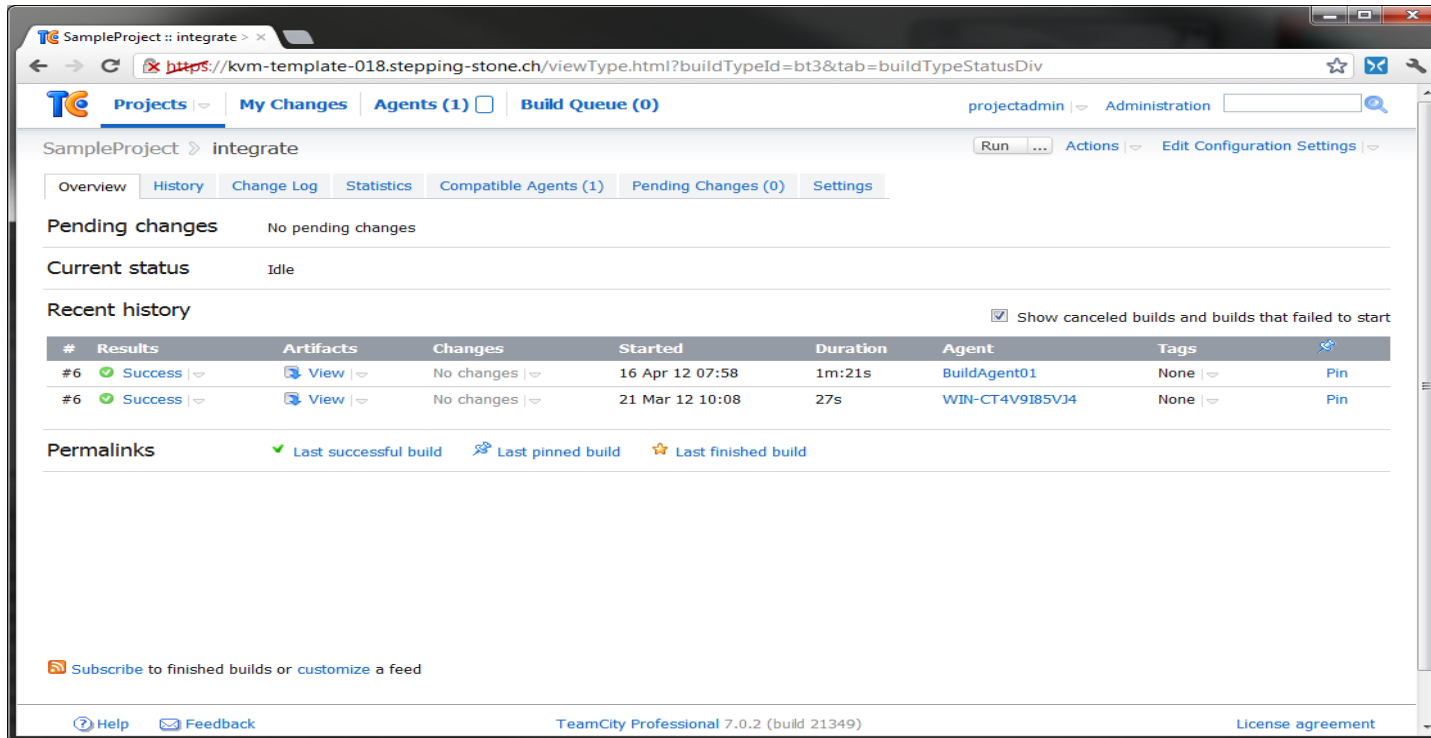 TC SampleProject :: integrate >
https://kvm-template-018.stepping-stone.ch/viewType.html?buildTypeId=bt3&tab=buildTypeStatusDiv
TC Projects My Changes Agents (1) Build Queue (0) projectadmin Administration
SampleProject integrate Run ... Actions Edit Configuration Settings
Overview History Change Log Statistics Compatible Agents (1) Pending Changes (0) Settings
Pending changes No pending changes
Current status Idle
Recent history
Show canceled builds and builds that failed to start
# Results Artifacts Changes Started Duration Agent Tags
#6 Success View No changes 16 Apr 12 07:58 1m:21s BuildAgent01 None Pin
#6 Success View No changes 21 Mar 12 10:08 27s WIN-CT4V9I85VJ4 None Pin
Permalinks Last successful build Last pinned build Last finished build
Subscribe to finished builds or customize a feed
Help Feedback TeamCity Professional 7.0.2 (build 21349) License agreement